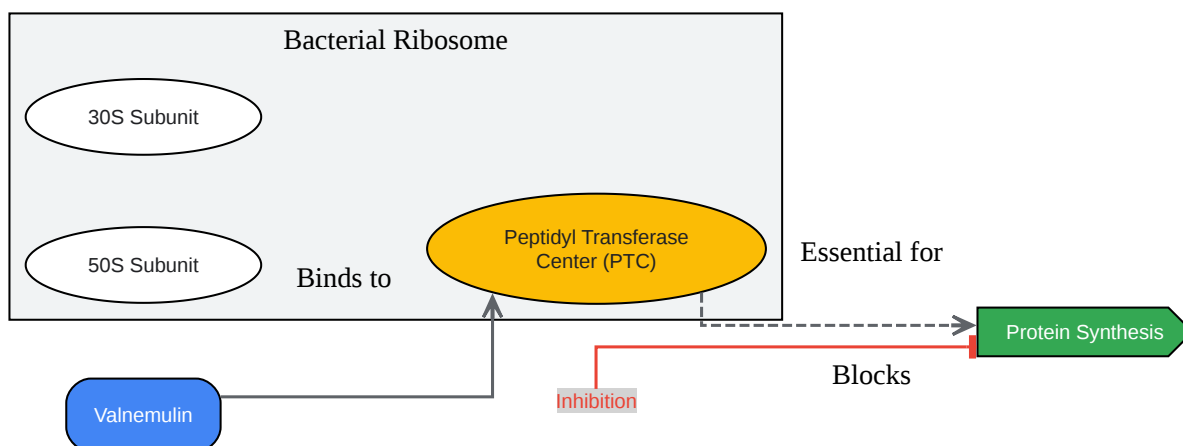 Bacterial Ribosome
30S Subunit
Peptidyl Transferase
Center (PTC)
50S Subunit
Binds to
Essential for
Protein Synthesis
Blocks
Inhibition
Valnemulin